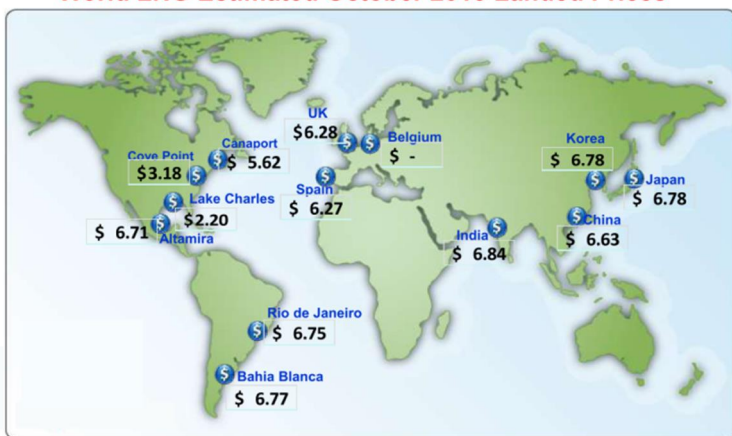 UK
$6.28
Belgium
$ -
Korea
$ 6.78
Canaport
$ 5.62
Cove Point
$3.18
Japan
$ 6.78
Spain
$ 6.27
Lake Charles
$2.20
China
$ 6.63
$ 6.71
Altamira
India
$ 6.84
Rio de Janeiro
$ 6.75
Bahia Blanca
$ 6.77